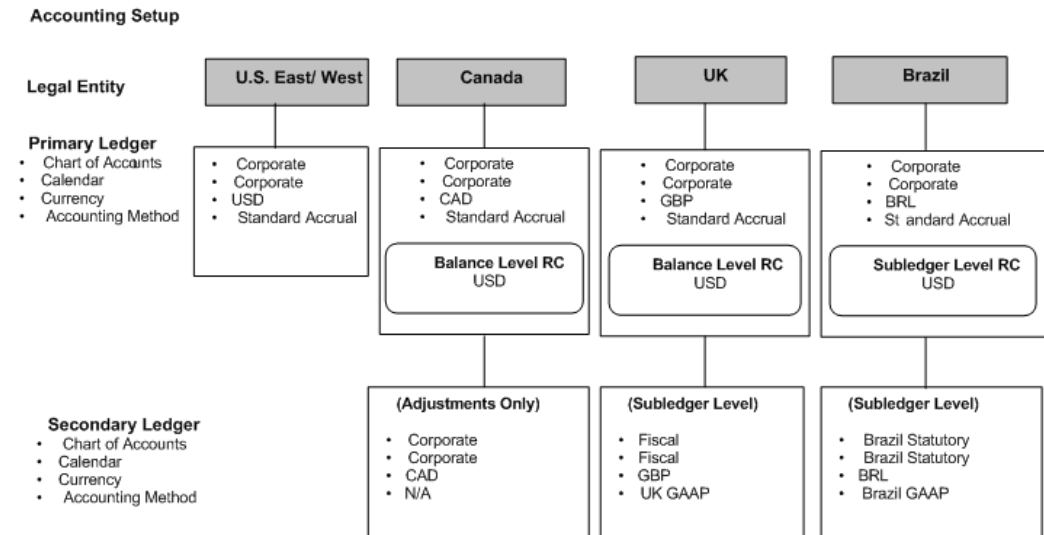 Accounting Setup
Legal Entity
U.S. East/ West
Canada
UK
Brazil
Primary Ledger
• Chart of Accounts
• Calendar
• Currency
• Accounting Method
• Corporate
• Corporate
• USD
• Standard Accrual
• Corporate
• Corporate
• CAD
• Standard Accrual
Balance Level RC
USD
• Corporate
• Corporate
• GBP
• Standard Accrual
Balance Level RC
USD
• Corporate
• Corporate
• BRL
• St andard Accrual
Subledger Level RC
USD
Secondary Ledger
• Chart of Accounts
• Calendar
• Currency
• Accounting Method
(Adjustments Only)
• Corporate
• Corporate
• CAD
• N/A
(Subledger Level)
• Fiscal
• Fiscal
• GBP
• UK GAAP
(Subledger Level)
• Brazil Statutory
• Brazil Statutory
• BRL
• Brazil GAAP